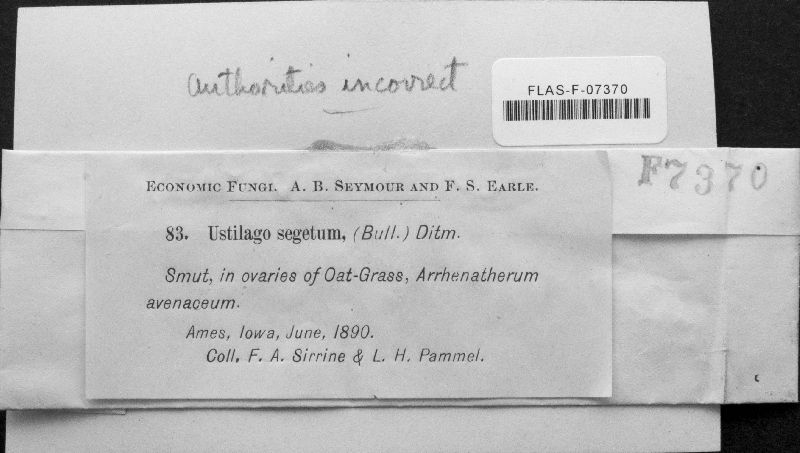 authorities incorrect
FLAS-F-07370
F7370
Economic Fungi. A. B. Seymour and F. S. Earle.
83. Ustilago segetum, (Bull.) Ditm.
Smut, in ovaries of Oat-Grass, Arrhenatherum
avenaceum.
Ames, Iowa, June, 1890.
Coll. F. A. Sirrine & L. H. Pammel.